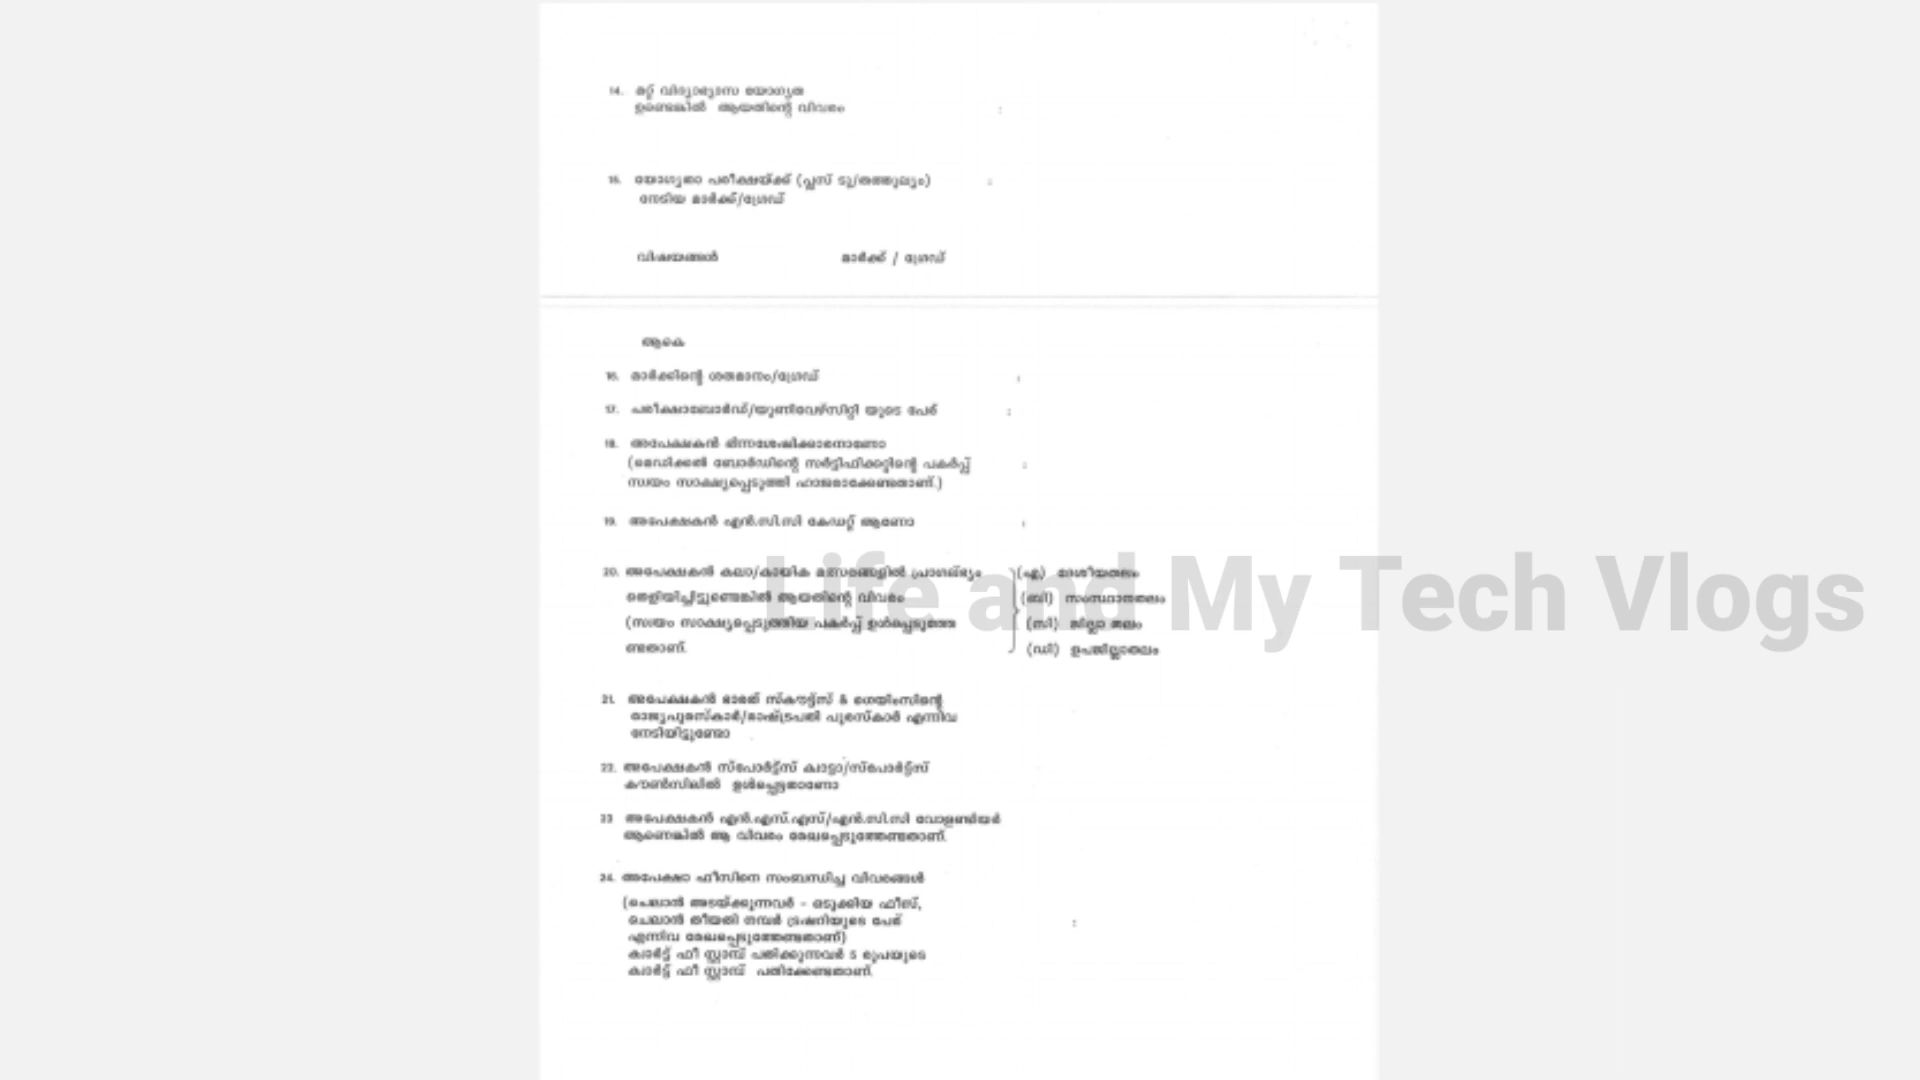 14. മറ്റ് വിദ്യാഭ്യാസ യോഗ്യത
ഉണ്ടെങ്കിൽ ആയതിന്റെ വിവരം :
15. യോഗ്യതാ പരീക്ഷയ്ക്ക് (പ്ലസ് ടു/തത്തുല്യം) :
നേടിയ മാർക്ക്/ഗ്രേഡ്
വിഷയങ്ങൾ മാർക്ക് / ഗ്രേഡ്
ആകെ
16. മാർക്കിന്റെ ശതമാനം/ഗ്രേഡ് :
17. പരീക്ഷാബോർഡ്/യൂണിവേഴ്സിറ്റി യുടെ പേര് :
18. അപേക്ഷകൻ ഭിന്നശേഷിക്കാരനാണോ
(മെഡിക്കൽ ബോർഡിന്റെ സർട്ടിഫിക്കറ്റിന്റെ പകർപ്പ് :
സ്വയം സാക്ഷ്യപ്പെടുത്തി ഹാജരാക്കേണ്ടതാണ്.)
19. അപേക്ഷകൻ എൻ.സി.സി കേഡറ്റ് ആണോ :
20. അപേക്ഷകൻ കലാ/കായിക മത്സരങ്ങളിൽ പ്രാഗത്ഭ്യം (എ) ദേശീയതലം
തെളിയിച്ചിട്ടുണ്ടെങ്കിൽ ആയതിന്റെ വിവരം (ബി) സംസ്ഥാനതലം
(സ്വയം സാക്ഷ്യപ്പെടുത്തിയ പകർപ്പ് ഉൾപ്പെടുത്തേ (സി) ജില്ലാ തലം
ണ്ടതാണ്. (ഡി) ഉപജില്ലാതലം
Life and My Tech Vlogs
21. അപേക്ഷകൻ ഭാരത് സ്കൗട്ട്സ് & ഗൈഡിംസിന്റെ
രാജ്യപുരസ്കാർ/രാഷ്ട്രപതി പുരസ്കാർ എന്നിവ
നേടിയിട്ടുണ്ടോ
22. അപേക്ഷകൻ സ്പോർട്ട്സ് ക്വാട്ടാ/സ്പോർട്ട്സ്
കൗൺസിലിൽ ഉൾപ്പെട്ടതാണോ
23 അപേക്ഷകൻ എൻ.എസ്.എസ്/എൻ.സി.സി വോളണ്ടിയർ
ആണെങ്കിൽ ആ വിവരം രേഖപ്പെടുത്തേണ്ടതാണ്.
24. അപേക്ഷാ ഫീസിനെ സംബന്ധിച്ച വിവരങ്ങൾ
(ചെലാൻ അടയ്ക്കുന്നവർ - ഒടുക്കിയ ഫീസ്,
ചെലാൻ തീയതി നമ്പർ ട്രഷറിയുടെ പേര് :
എന്നിവ രേഖപ്പെടുത്തേണ്ടതാണ്)
ക്വാർട്ട് ഫീ സ്റ്റാമ്പ് പതിക്കുന്നവർ 5 രൂപയുടെ
ക്വാർട്ട് ഫീ സ്റ്റാമ്പ് പതിക്കേണ്ടതാണ്.